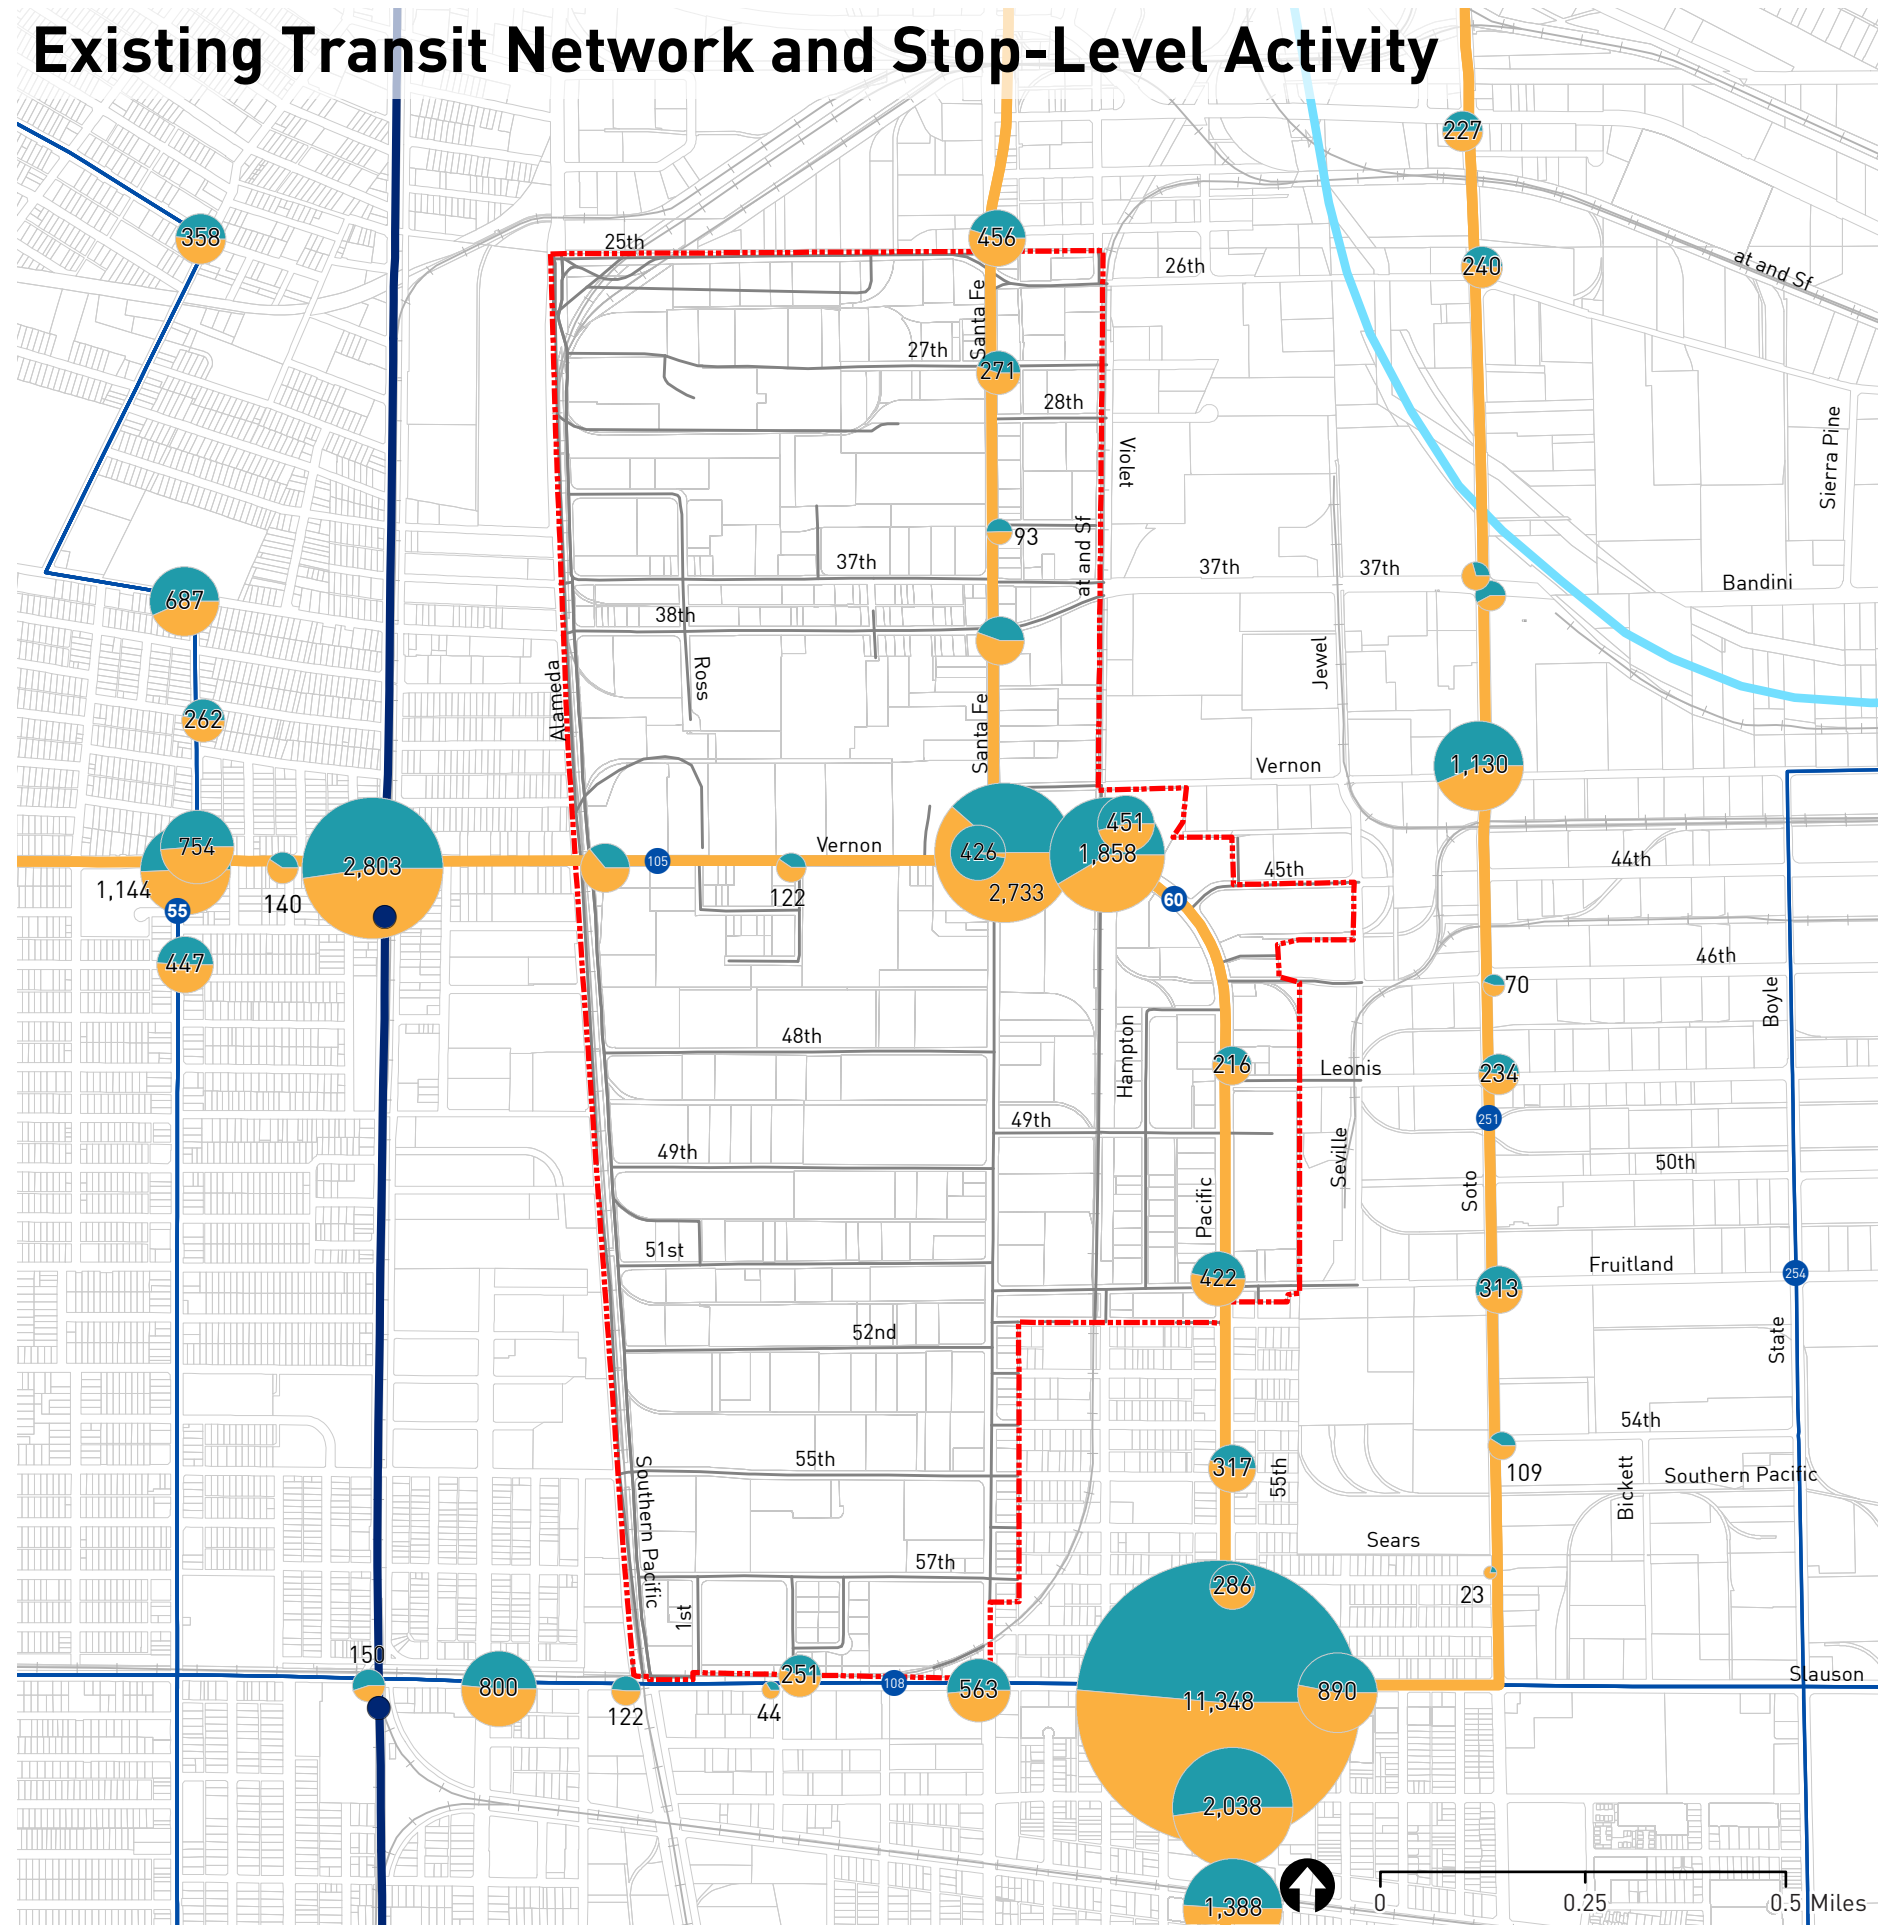 Existing Transit Network and Stop-Level Activity
227
358
456
25th
26th
240
at and Sf
Santa Fe
27th
271
28th
Violet
Sierra Pine
93
at and Sf
37th
37th
37th
Bandini
687
38th
Jewel
Ross
Alameda
262
Santa Fe
Vernon
1,130
451
754
Vernon
426
1,858
105
2,803
44th
45th
1,144
140
122
2,733
60
55
447
46th
70
Boyle
48th
Hampton
216
Leonis
234
251
49th
49th
Seville
50th
Soto
Pacific
51st
422
Fruitland
313
254
52nd
State
54th
55th
317
55th
109
Bickett
Southern Pacific
Southern Pacific
Sears
57th
286
23
1st
150
251
Slauson
800
108
563
890
11,348
122
44
2,038
1,388
0
0.25
0.5 Miles